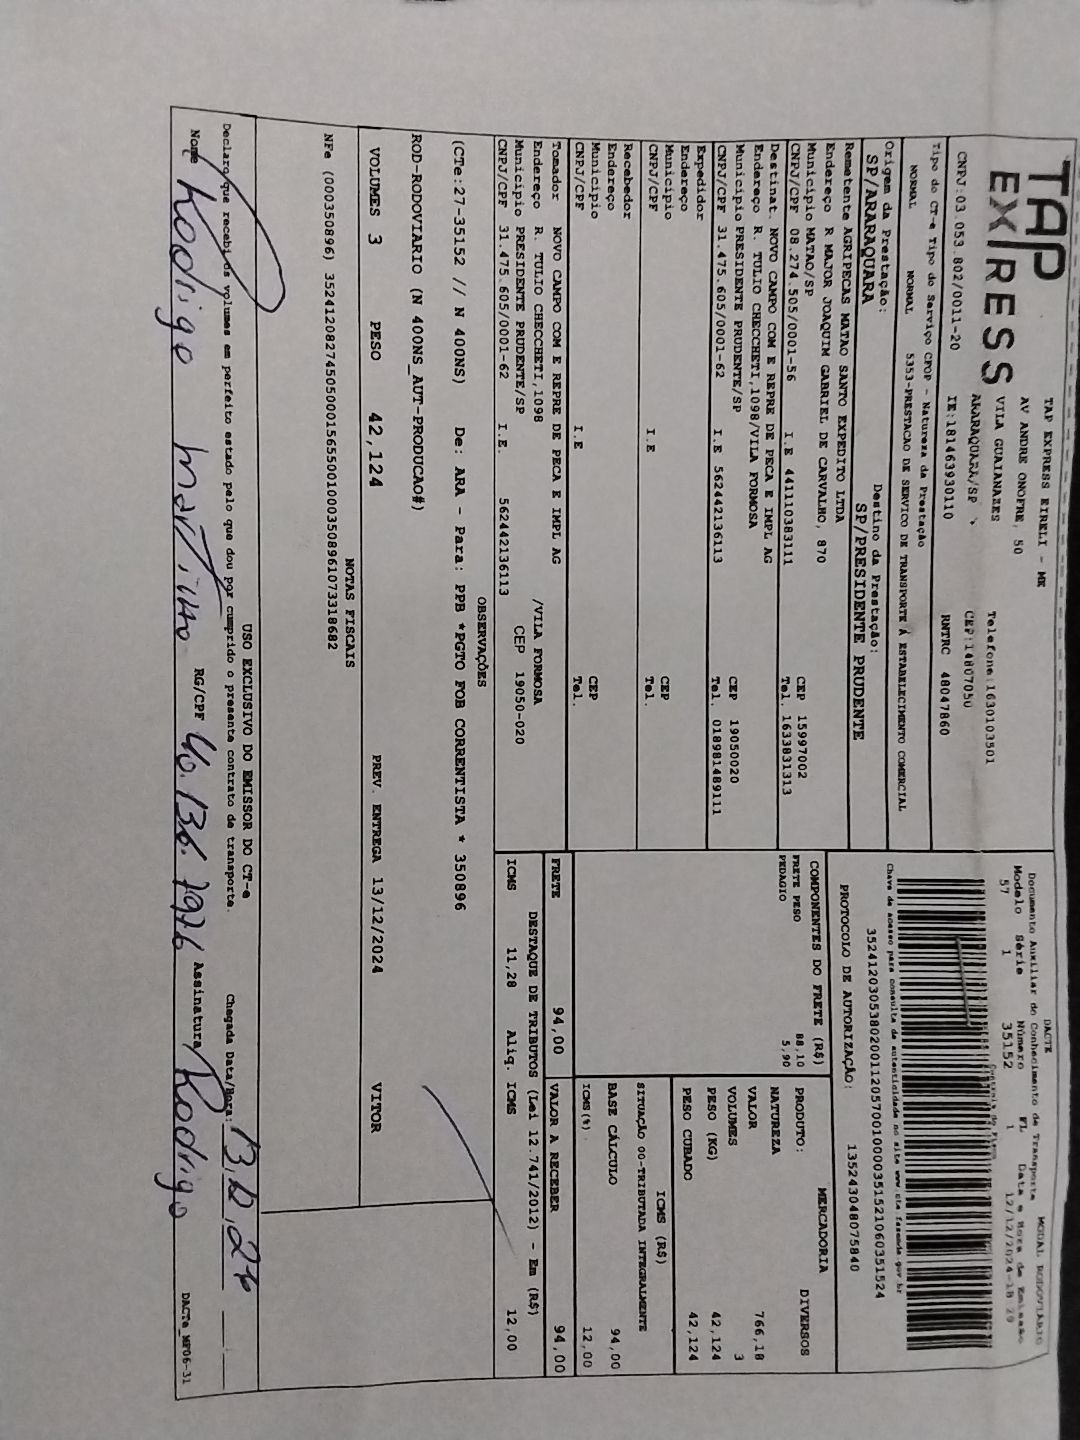 TAP
EXPRESS
TAP EXPRESS EIRELI - ME
AV ANDRE ONOFRE, 50
VILA GUAIANAZES
ARARAQUARA/SP
Telefone:1630103501
CEP:14807050
CNPJ:03.053.802/0011-20 IE:181463930110 RNTRC 48047860
DACTE
Documento Auxiliar do Conhecimento de Transporte
MODAL RODOVIARIO
Modelo Série Número FL Data e Hora de Emissão
57 1 35152 1 12/12/2024-18
Controle do Fisco
Chave de acesso para consulta de autenticidade no site www.cte.fazenda.gov.br
PROTOCOLO DE AUTORIZAÇÃO: 135243048075840
Tipo do CT-e Tipo do Serviço CFOP - Natureza da Prestação
NORMAL NORMAL 5353-PRESTACAO DE SERVICO DE TRANSPORTE A ESTABELECIMENTO COMERCIAL
Origem da Prestação: Destino da Prestação:
SP/ARARAQUARA SP/PRESIDENTE PRUDENTE
Remetente AGRIPECAS MATAO SANTO EXPEDITO LTDA
Endereço R MAJOR JOAQUIM GABRIEL DE CARVALHO, 870
Município MATAO/SP CEP 15997002
CNPJ/CPF 08.274.505/0001-56 I.E 441110383111 Tel. 1633831313
Destinat. NOVO CAMPO COM E REPRE DE PECA E IMPL AG
Endereço R. TULIO CHECCHETI,1098/VILA FORMOSA
Município PRESIDENTE PRUDENTE/SP CEP 19050020
CNPJ/CPF 31.475.605/0001-62 I.E 562442136113 Tel. 018981489111
Expedidor
Endereço
Município CEP
CNPJ/CPF I.E Tel.
Recebedor
Endereço
Município CEP
CNPJ/CPF I.E Tel.
Tomador NOVO CAMPO COM E REPRE DE PECA E IMPL AG
Endereço R. TULIO CHECCHETI,1098 /VILA FORMOSA
Município PRESIDENTE PRUDENTE/SP CEP 19050-020
CNPJ/CPF 31.475.605/0001-62 I.E. 562442136113
COMPONENTES DO FRETE (R$)
FRETE PESO 88,10
PEDAGIO 5,90
MERCADORIA
PRODUTO: DIVERSOS
NATUREZA
VALOR 766,18
VOLUMES 3
PESO (KG) 42,124
PESO CUBADO 42,124
ICMS (R$)
SITUAÇÃO 00-TRIBUTADA INTEGRALMENTE
BASE CÁLCULO 94,00
ICMS(%) 12,00
FRETE 94,00 VALOR A RECEBER 94,00
DESTAQUE DE TRIBUTOS (Lei 12.741/2012) - Em (R$)
ICMS 11,28 Aliq. ICMS 12,00
OBSERVAÇÕES
(CTe:27-35152 // N 400NS) De: ARA - Para: PPB *PGTO FOB CORRENTISTA * 350896
ROD-RODOVIARIO (N 400NS_AUT-PRODUCAO#)
VOLUMES 3 PESO 42,124 PREV. ENTREGA 13/12/2024 VITOR
NOTAS FISCAIS
NFe (000350896) 35241208274505000156550010003508961073318682
USO EXCLUSIVO DO EMISSOR DO CT-e
Declaro que recebi os volumes em perfeito estado pelo que dou por cumprido o presente contrato de transporte. Chegada Data/Hora: 13.12.24
Nome Rodrigo Martinho RG/CPF 40.136.1976 Assinatura Rodrigo
DACTe_MF06-31